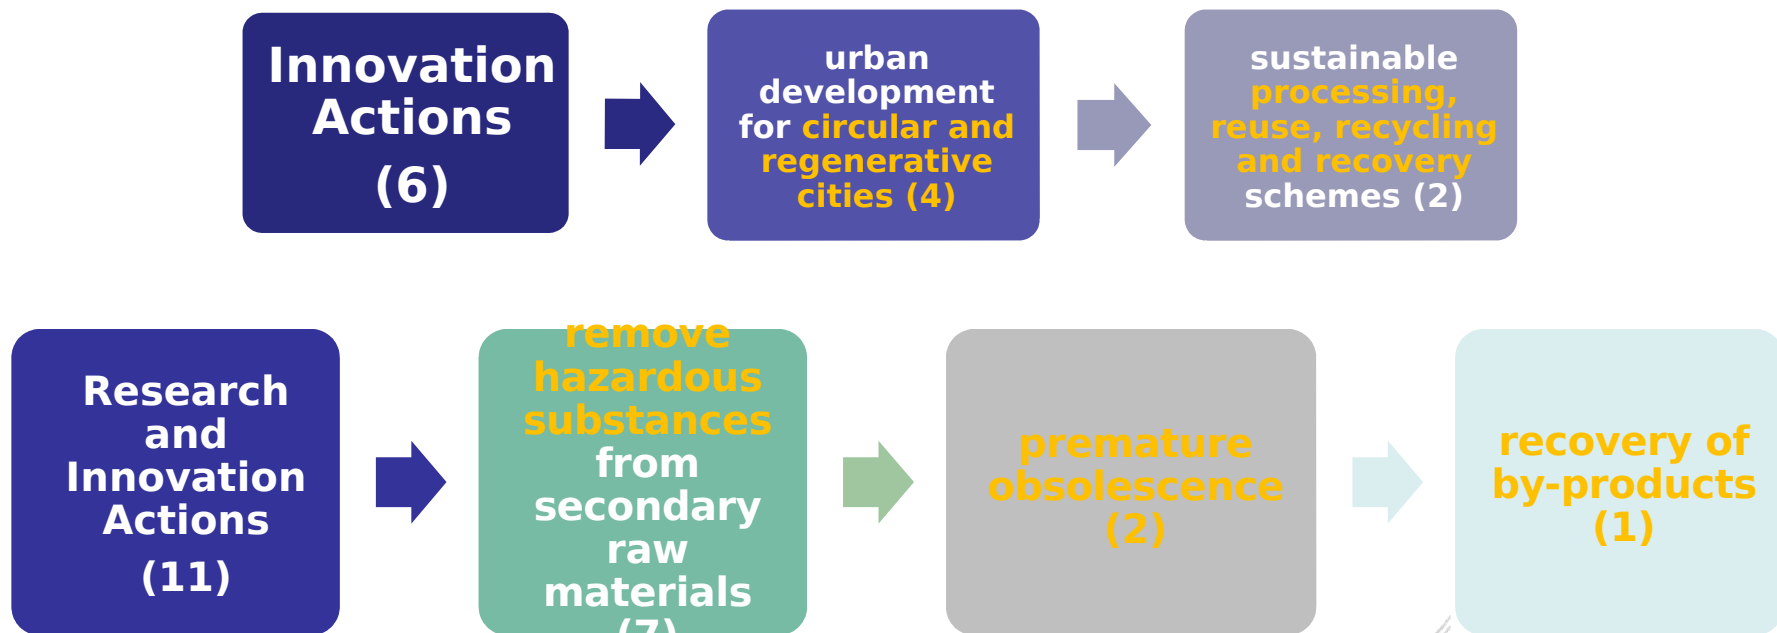 Innovation
Actions
(6)
urban
development
for circular and
regenerative
cities (4)
sustainable
processing,
reuse, recycling
and recovery
schemes (2)
Research
and
Innovation
Actions
(11)
remove
hazardous
substances
from
secondary
raw
materials
(7)
premature
obsolescence
(2)
recovery of
by-products
(1)